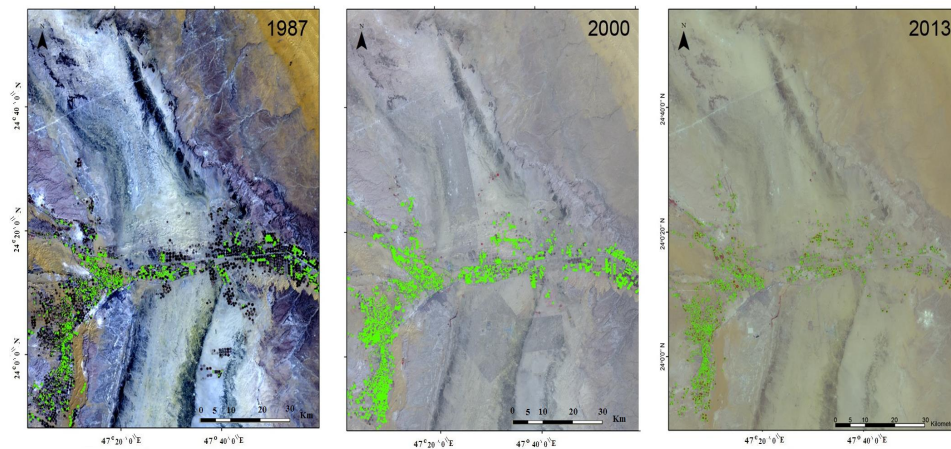 1987
N
24° 40' 0" N
24° 20' 0" N
24° 0' 0" N
0 5 10 20 30
Km
47° 20' 0"E 47° 40' 0"E
2000
N
0 5 10 20 30
Km
47° 20' 0"E 47° 40' 0"E
2013
N
24°40'0" N
24°0'20" N
24°0'0" N
0 5 10 20 30
Kilomet
47° 20' 0"E 47° 40' 0"E